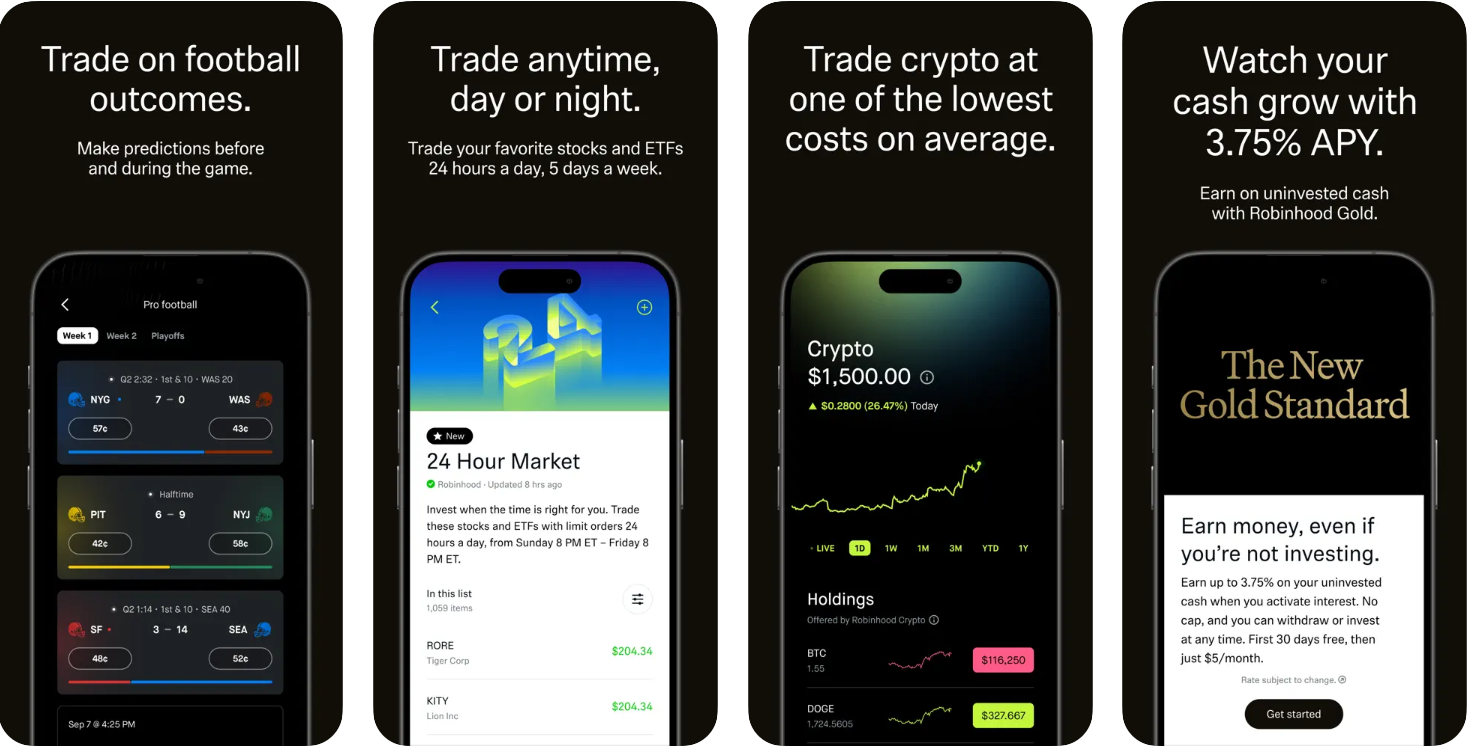 Trade on football
outcomes.
Make predictions before
and during the game.
Pro football
Week 1 Week 2 Playoffs
Q2 2:32 · 1st & 10 · WAS 20
NYG 7 – 0 WAS
57¢ 43¢
Halftime
PIT 6 – 9 NYJ
42¢ 58¢
Q2 1:14 · 1st & 10 · SEA 40
SF 3 – 14 SEA
48¢ 52¢
Sep 7 @ 4:25 PM
Trade anytime,
day or night.
Trade your favorite stocks and ETFs
24 hours a day, 5 days a week.
24
New
24 Hour Market
Robinhood · Updated 8 hrs ago
Invest when the time is right for you. Trade
these stocks and ETFs with limit orders 24
hours a day, from Sunday 8 PM ET – Friday 8
PM ET.
In this list
1,059 items
RORE $204.34
Tiger Corp
KITY $204.34
Lion Inc
Trade crypto at
one of the lowest
costs on average.
Crypto
$1,500.00
▲ $0.2800 (26.47%) Today
LIVE 1D 1W 1M 3M YTD 1Y
Holdings
Offered by Robinhood Crypto
BTC $116,250
1.55
DOGE $327.667
1,724.5605
Watch your
cash grow with
3.75% APY.
Earn on uninvested cash
with Robinhood Gold.
The New
Gold Standard
Earn money, even if
you're not investing.
Earn up to 3.75% on your uninvested
cash when you activate interest. No
cap, and you can withdraw or invest
at any time. First 30 days free, then
just $5/month.
Rate subject to change.
Get started